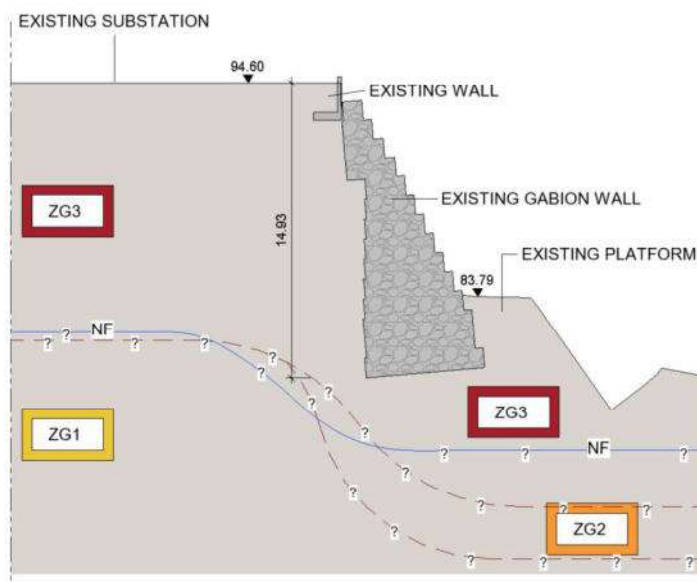 EXISTING SUBSTATION
94.60
EXISTING WALL
ZG3
EXISTING GABION WALL
14.93
EXISTING PLATFORM
83.79
NF
? ? ? ? ? ? ? ?
ZG3
ZG1
? ? ?
NF
? ? ? ?
? ? ? ? ?
ZG2
? ? ? ? ?